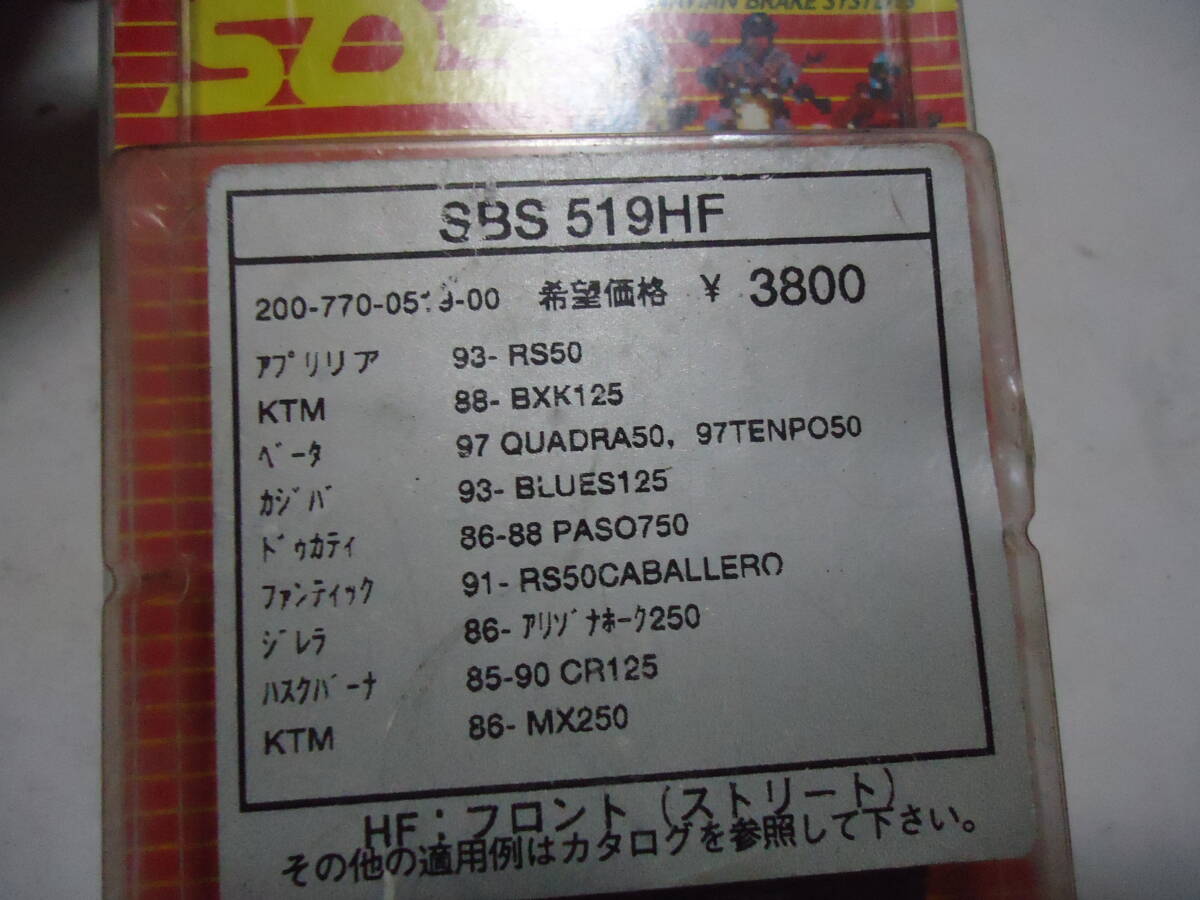 BRAKE SYSTEMS
SBS 519HF
200-770-0519-00 希望価格 ¥ 3800
ｱﾌﾟﾘﾘｱ 93- RS50
KTM 88- BXK125
ﾍﾞｰﾀ 97 QUADRA50, 97TENPO50
ｶｼﾞﾊﾞ 93- BLUES125
ﾄﾞｩｶﾃｨ 86-88 PASO750
ﾌｧﾝﾃｨｯｸ 91- RS50CABALLERO
ｼﾞﾚﾗ 86- ｱﾘｿﾞﾅﾎｰｸ250
ﾊｽｸﾊﾞｰﾅ 85-90 CR125
KTM 86- MX250
HF：フロント（ストリート）
その他の適用例はカタログを参照して下さい。